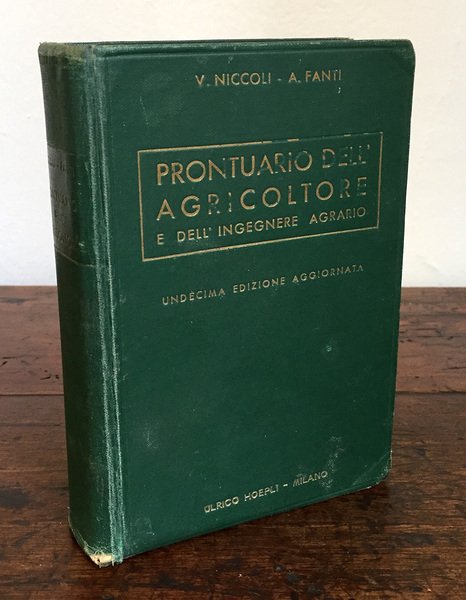 V. NICCOLI - A. FANTI
PRONTUARIO DELL'
AGRICOLTORE
E DELL' INGEGNERE AGRARIO
UNDECIMA EDIZIONE AGGIORNATA
ULRICO HOEPLI - MILANO